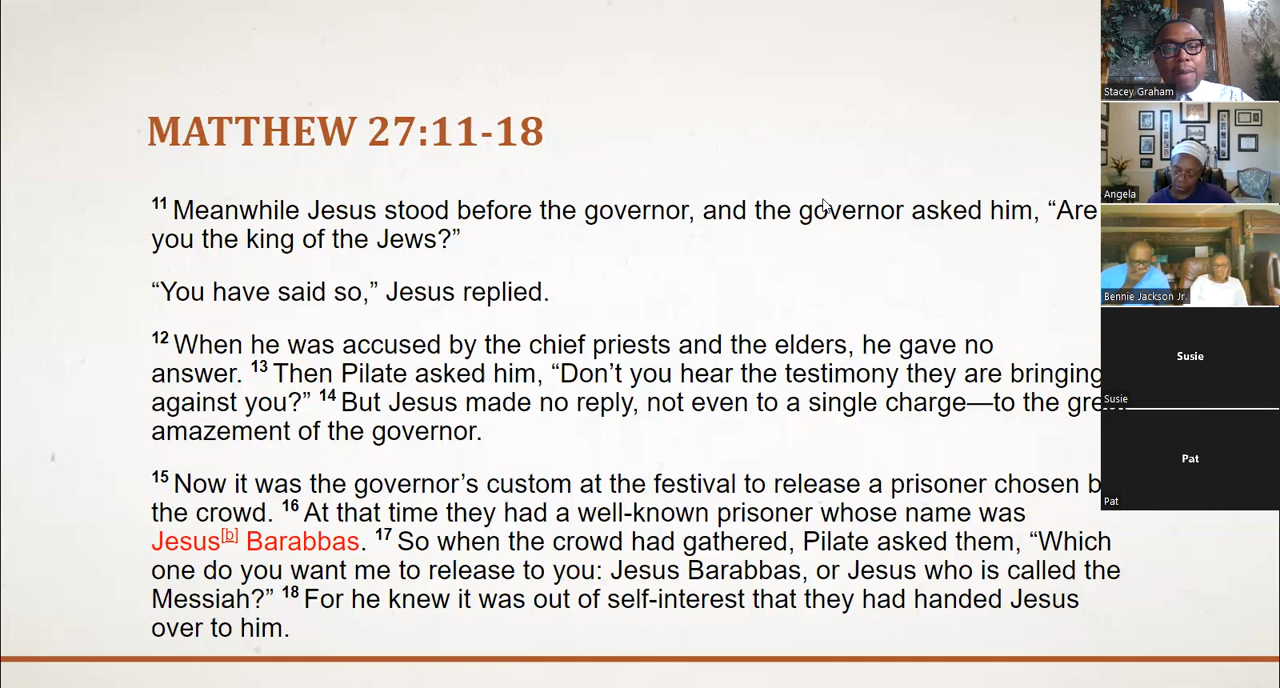 MATTHEW 27:11-18
11 Meanwhile Jesus stood before the governor, and the governor asked him, “Are
you the king of the Jews?”
“You have said so,” Jesus replied.
12 When he was accused by the chief priests and the elders, he gave no
answer. 13 Then Pilate asked him, “Don’t you hear the testimony they are bringing
against you?” 14 But Jesus made no reply, not even to a single charge—to the
amazement of the governor.
15 Now it was the governor’s custom at the festival to release a prisoner chosen
the crowd. 16 At that time they had a well-known prisoner whose name was
Jesus[b] Barabbas. 17 So when the crowd had gathered, Pilate asked them, “Which
one do you want me to release to you: Jesus Barabbas, or Jesus who is called the
Messiah?” 18 For he knew it was out of self-interest that they had handed Jesus
over to him.
Stacey Graham
Angela
Bennie Jackson Jr.
Susie
Susie
Pat
Pat